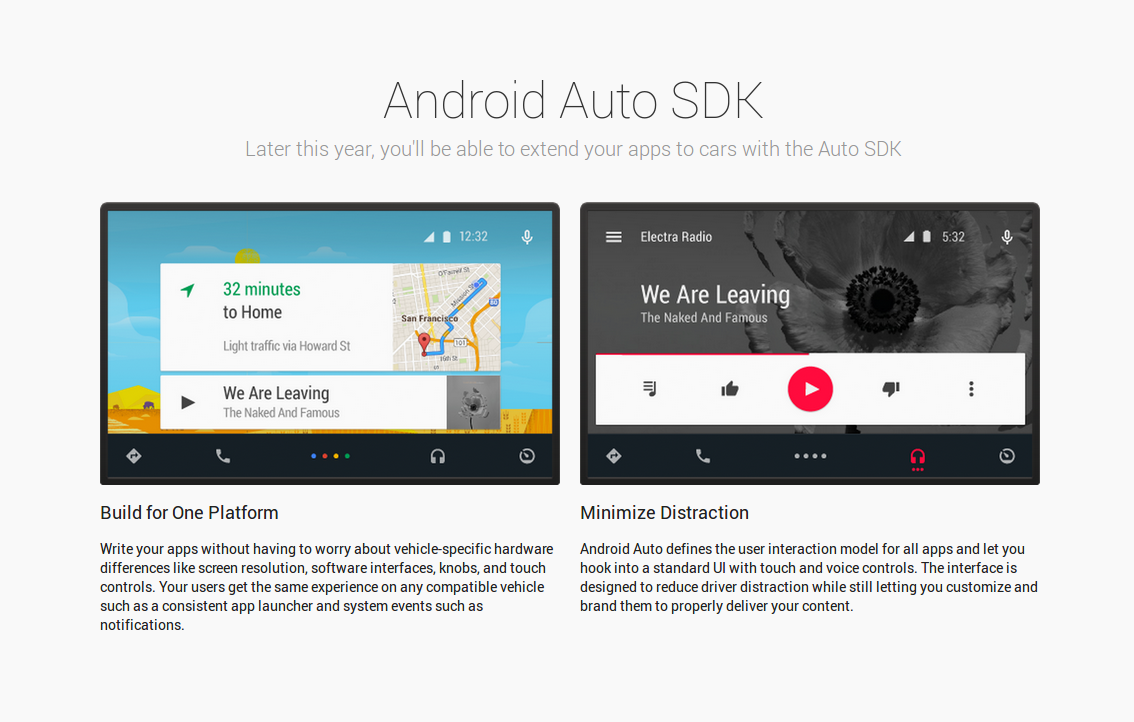 Android Auto SDK
Later this year, you'll be able to extend your apps to cars with the Auto SDK
12:32
32 minutes
to Home
Light traffic via Howard St
O'Farrell St
Mission St
80
San Francisco
101
16th St
We Are Leaving
The Naked And Famous
Electra Radio
5:32
We Are Leaving
The Naked And Famous
Build for One Platform
Write your apps without having to worry about vehicle-specific hardware
differences like screen resolution, software interfaces, knobs, and touch
controls. Your users get the same experience on any compatible vehicle
such as a consistent app launcher and system events such as
notifications.
Minimize Distraction
Android Auto defines the user interaction model for all apps and let you
hook into a standard UI with touch and voice controls. The interface is
designed to reduce driver distraction while still letting you customize and
brand them to properly deliver your content.